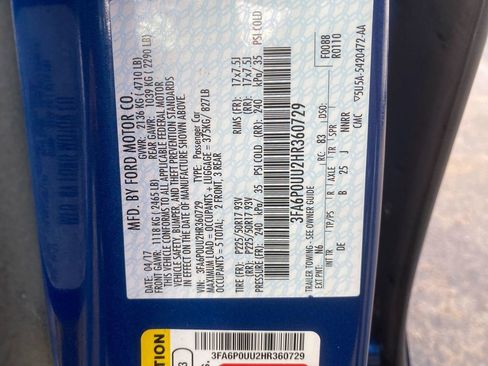 MFD. BY FORD MOTOR CO.
DATE: 04/17 GVWR: 2136 KG (4710 LB)
FRONT GAWR: 1118 KG (2465 LB) REAR GAWR: 1039 KG (2290 LB)
THIS VEHICLE CONFORMS TO ALL APPLICABLE FEDERAL MOTOR
VEHICLE SAFETY, BUMPER, AND THEFT PREVENTION STANDARDS
IN EFFECT ON THE DATE OF MANUFACTURE SHOWN ABOVE.
VIN: 3FA6P0UU2HR360729 TYPE: Passenger Car
MAXIMUM LOAD = OCCUPANTS + LUGGAGE = 375KG / 827LB
OCCUPANTS = 5 TOTAL, 2 FRONT, 3 REAR
TIRE (FR): P225/50R17 93V RIMS (FR): 17x7.5J
TIRE (RR): P225/50R17 93V RIMS (RR): 17x7.5J
COLD (FR): 240 kPa/ 35 PSI COLD (RR): 240 kPa/ 35 PSI COLD
3FA6P0UU2HR360729
F0088
R0110
TRAILER TOWING-SEE OWNER GUIDE
EXT PNT: N6 RC: 83 DSO:
INT TR TP/PS R AXLE TR SPR
DE B 25 J NNRR
CMC
5U5A-5420472-AA
3FA6P0UU2HR360729